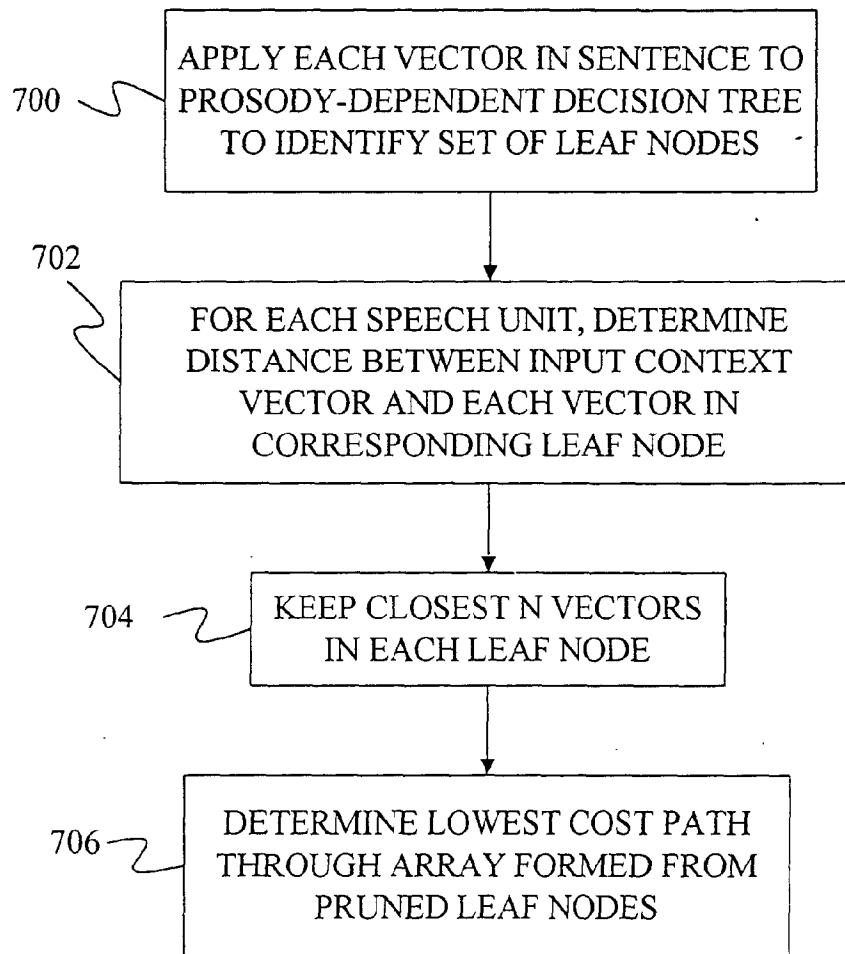 700
APPLY EACH VECTOR IN SENTENCE TO
PROSODY-DEPENDENT DECISION TREE
TO IDENTIFY SET OF LEAF NODES
702
FOR EACH SPEECH UNIT, DETERMINE
DISTANCE BETWEEN INPUT CONTEXT
VECTOR AND EACH VECTOR IN
CORRESPONDING LEAF NODE
704
KEEP CLOSEST N VECTORS
IN EACH LEAF NODE
706
DETERMINE LOWEST COST PATH
THROUGH ARRAY FORMED FROM
PRUNED LEAF NODES